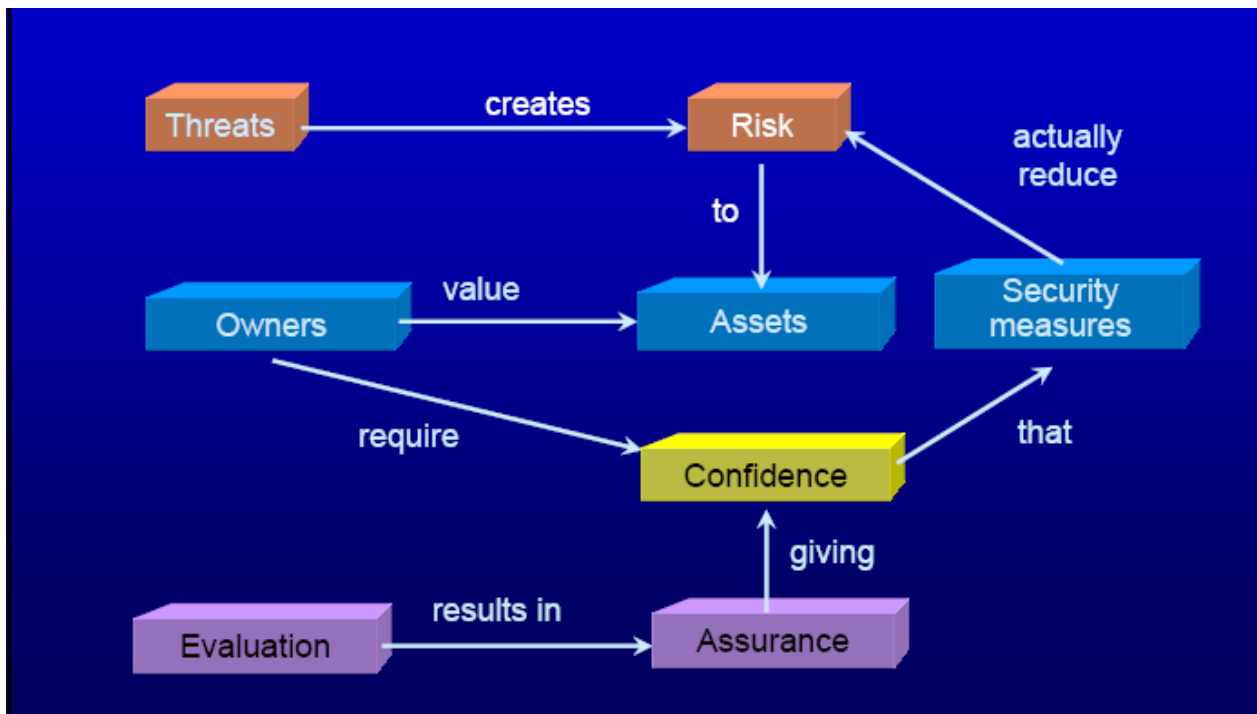 creates
Threats
Risk
actually
reduce
to
value
Owners
Assets
Security
measures
require
that
Confidence
giving
results in
Evaluation
Assurance